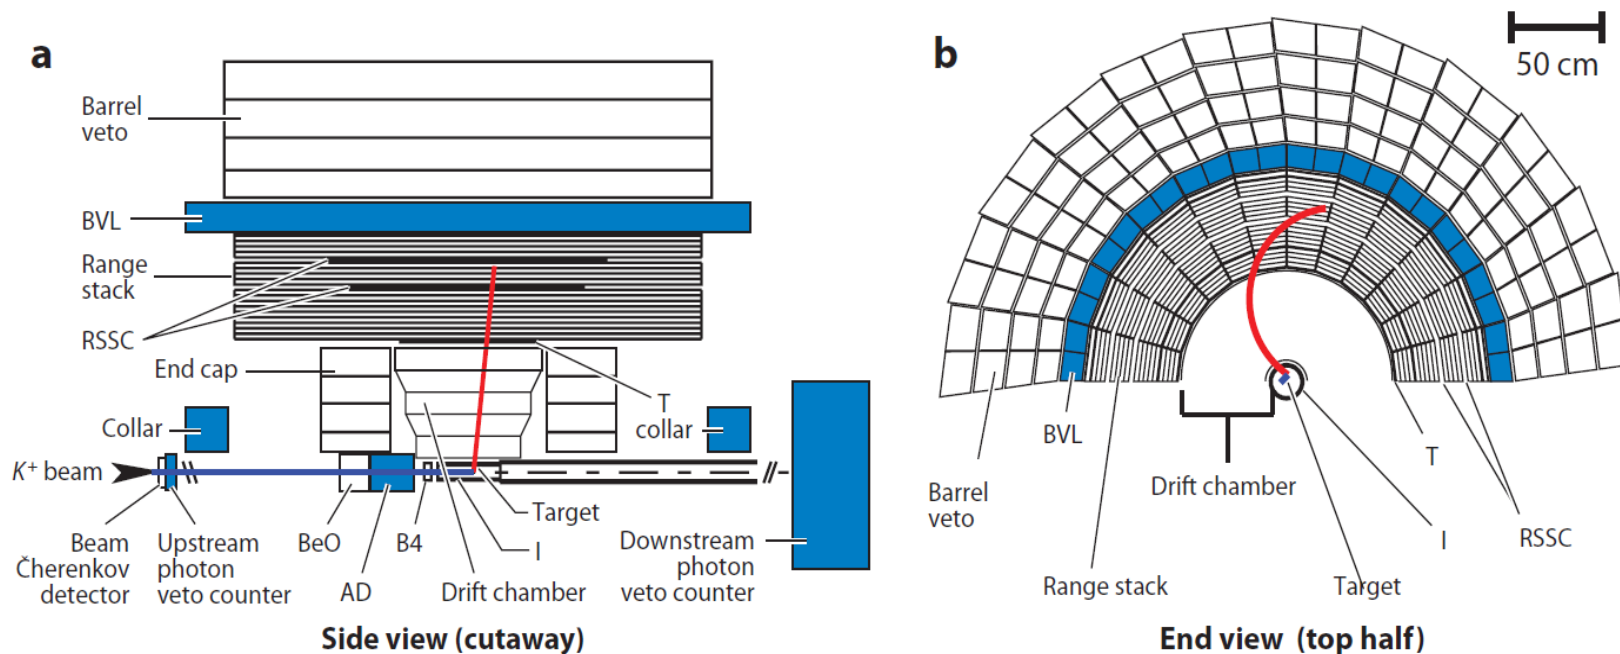 a
Barrel
veto
BVL
Range
stack
RSSC
End cap
T
Collar
collar
K+ beam
Target
I
Beam
Čherenkov
detector
Upstream
photon
veto counter
BeO
AD
B4
Drift chamber
Downstream
photon
veto counter
Side view (cutaway)
b
50 cm
Barrel
veto
BVL
Drift chamber
T
RSSC
I
Range stack
Target
End view (top half)